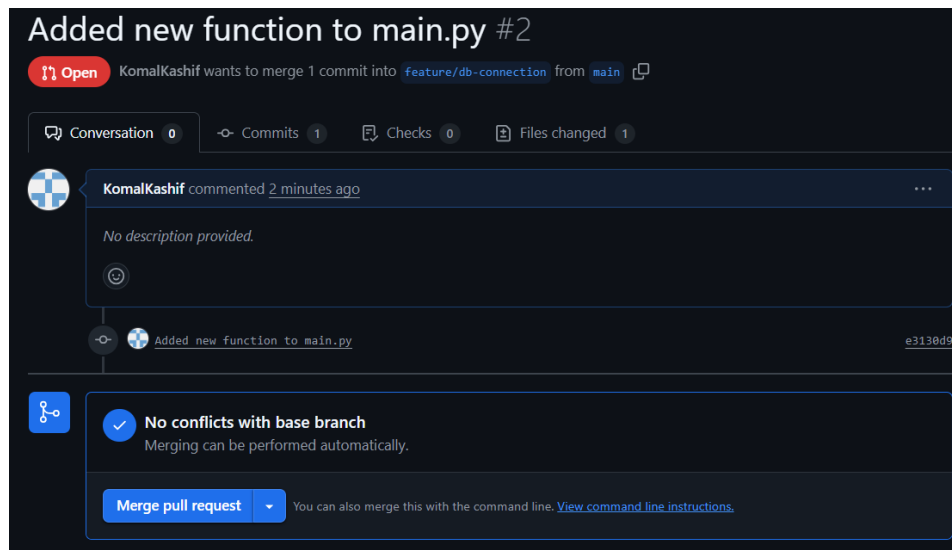 Added new function to main.py #2
Open KomalKashif wants to merge 1 commit into feature/db-connection from main
Conversation 0 Commits 1 Checks 0 Files changed 1
KomalKashif commented 2 minutes ago
No description provided.
Added new function to main.py e3130d9
No conflicts with base branch
Merging can be performed automatically.
Merge pull request You can also merge this with the command line. View command line instructions.